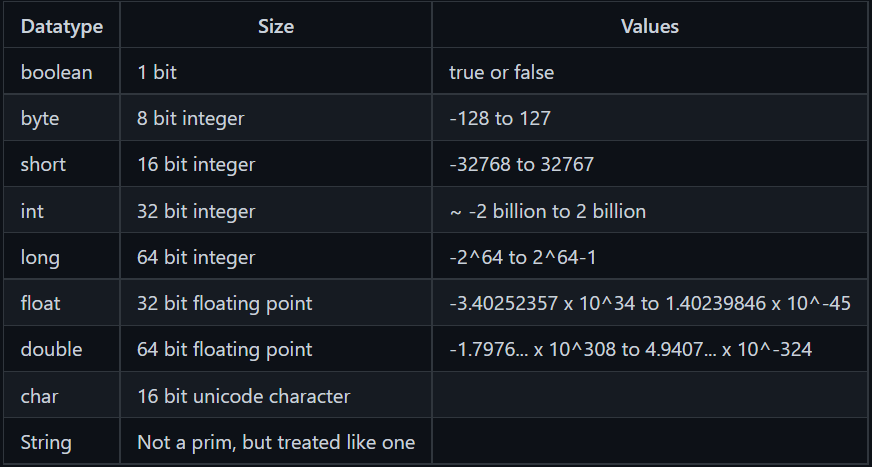 Datatype Size Values
boolean 1 bit true or false
byte 8 bit integer -128 to 127
short 16 bit integer -32768 to 32767
int 32 bit integer ~ -2 billion to 2 billion
long 64 bit integer -2^64 to 2^64-1
float 32 bit floating point -3.40252357 x 10^34 to 1.40239846 x 10^-45
double 64 bit floating point -1.7976... x 10^308 to 4.9407... x 10^-324
char 16 bit unicode character
String Not a prim, but treated like one